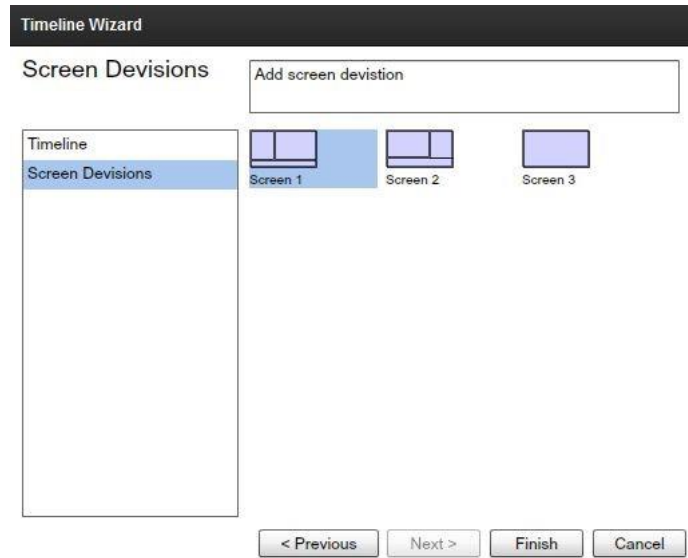 Timeline Wizard
Screen Devisions
Add screen devistion
Timeline
Screen Devisions
Screen 1
Screen 2
Screen 3
< Previous
Next >
Finish
Cancel